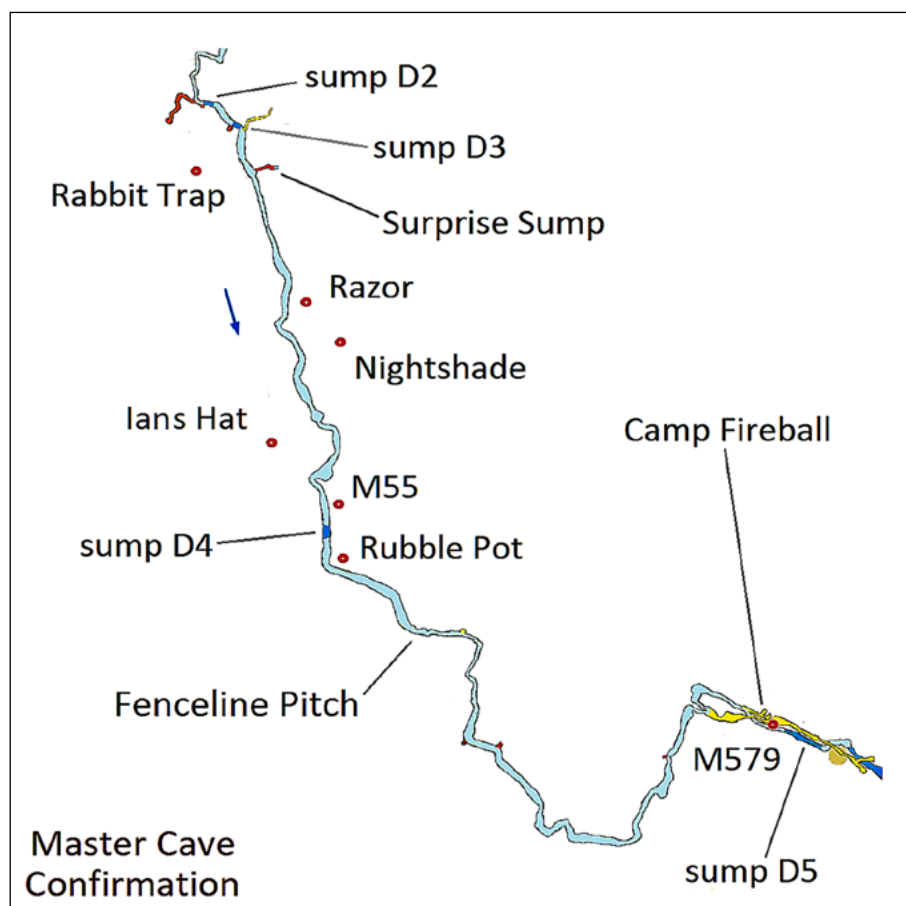 sump D2
sump D3
Rabbit Trap
Surprise Sump
Razor
Nightshade
Ians Hat
Camp Fireball
M55
sump D4
Rubble Pot
Fenceline Pitch
M579
sump D5
Master Cave
Confirmation